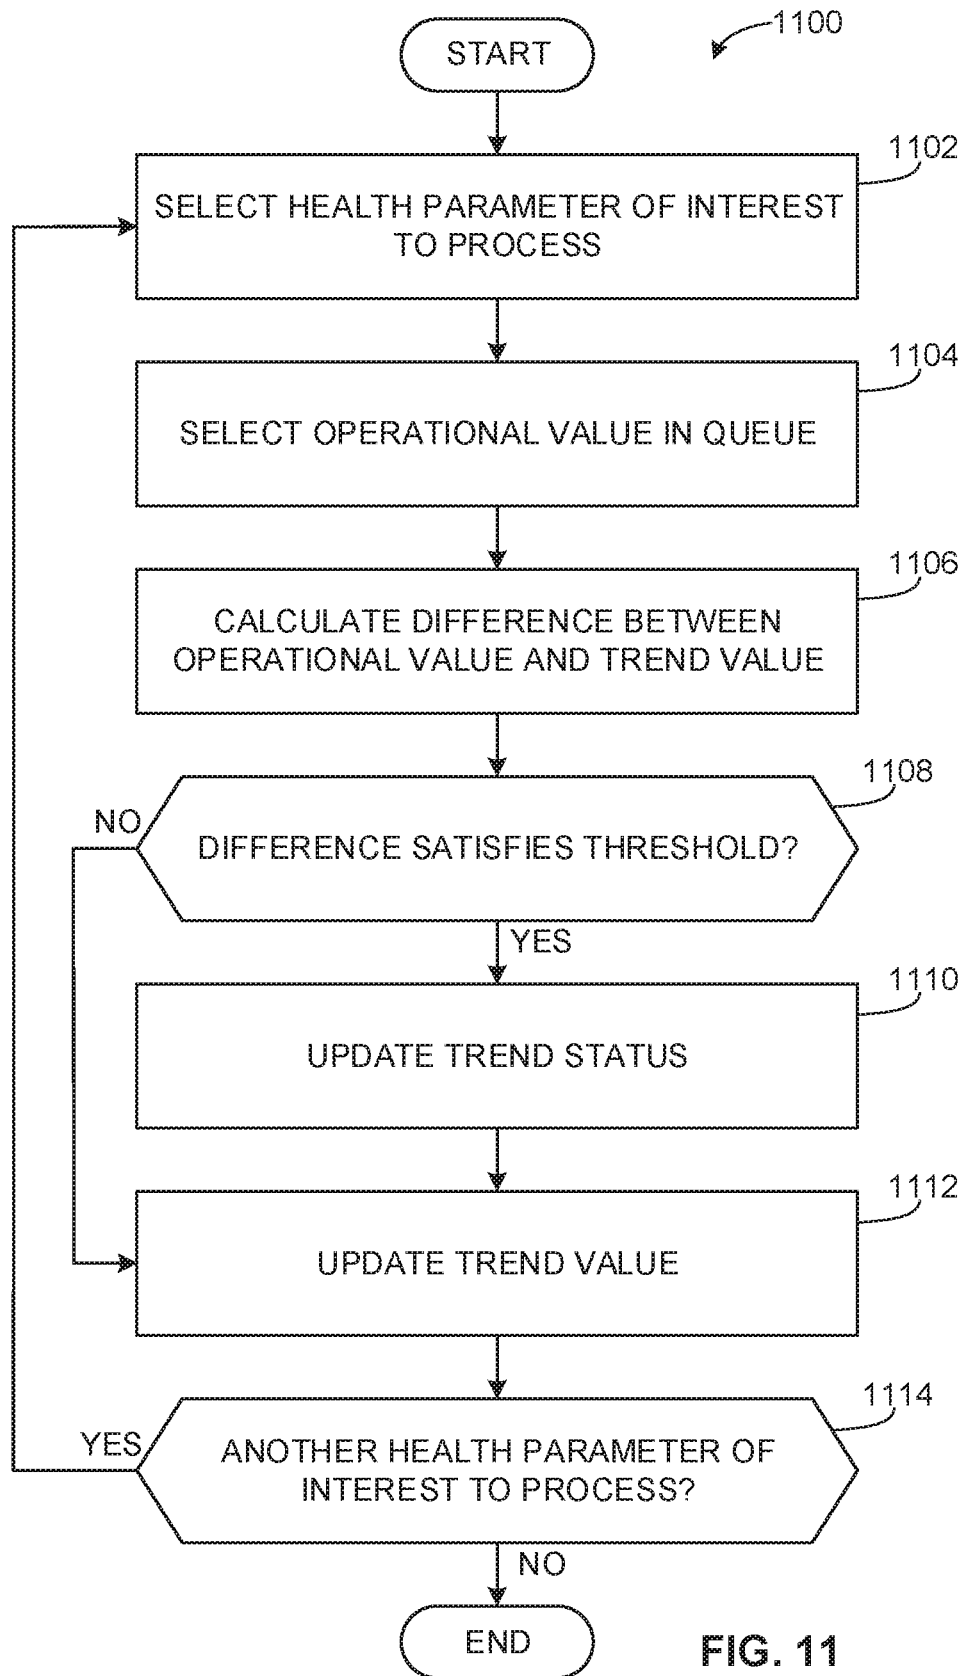 1100
START
1102
SELECT HEALTH PARAMETER OF INTEREST
TO PROCESS
1104
SELECT OPERATIONAL VALUE IN QUEUE
1106
CALCULATE DIFFERENCE BETWEEN
OPERATIONAL VALUE AND TREND VALUE
1108
NO
DIFFERENCE SATISFIES THRESHOLD?
YES
1110
UPDATE TREND STATUS
1112
UPDATE TREND VALUE
1114
YES
ANOTHER HEALTH PARAMETER OF
INTEREST TO PROCESS?
NO
END
FIG. 11